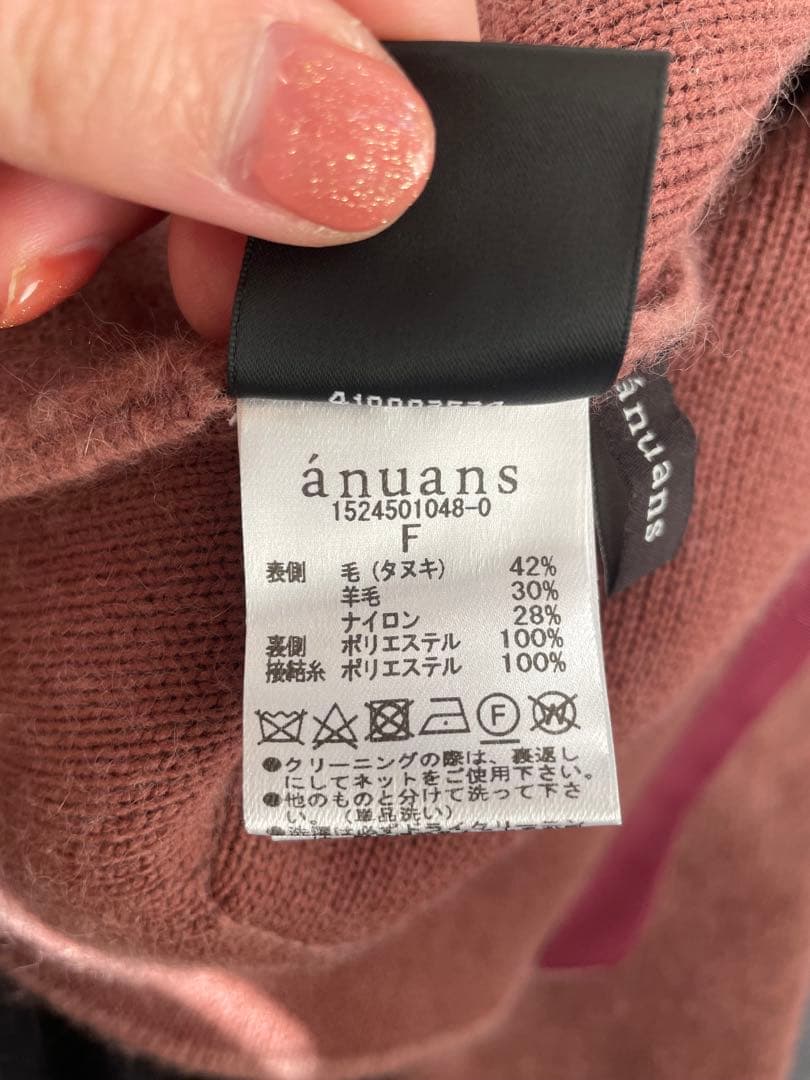 ánuans
1524501048-0
F
表側 毛(タヌキ) 42%
羊毛 30%
ナイロン 28%
裏側 ポリエステル 100%
接結糸 ポリエステル 100%
F
W
●クリーニングの際は、裏返し
にしてネットをご使用下さい。
●他のものと分けて洗って下さ
い。(単品洗い)
ánuans